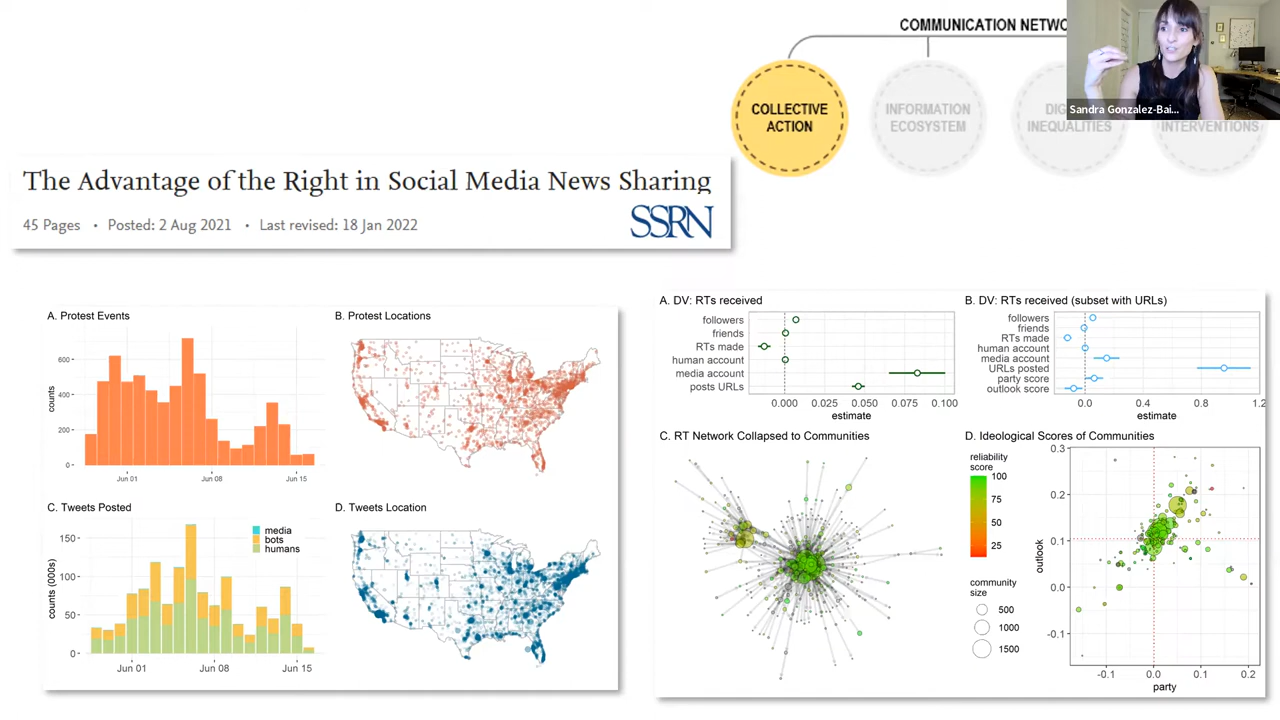 COMMUNICATION NETWO
COLLECTIVE
ACTION
INFORMATION
ECOSYSTEM
DIG
INEQUALITIES
INTERVENTIONS
Sandra Gonzalez-Bai...
The Advantage of the Right in Social Media News Sharing
45 Pages • Posted: 2 Aug 2021 • Last revised: 18 Jan 2022
SSRN
A. Protest Events
counts
600
400
200
0
Jun 01 Jun 08 Jun 15
B. Protest Locations
C. Tweets Posted
counts (000s)
150
100
50
0
media
bots
humans
Jun 01 Jun 08 Jun 15
D. Tweets Location
A. DV: RTs received
followers
friends
RTs made
human account
media account
posts URLs
0.000 0.025 0.050 0.075 0.100
estimate
B. DV: RTs received (subset with URLs)
followers
friends
RTs made
human account
media account
URLs posted
party score
outlook score
0.0 0.4 0.8 1.2
estimate
C. RT Network Collapsed to Communities
reliability
score
100
75
50
25
community
size
500
1000
1500
D. Ideological Scores of Communities
outlook
0.3
0.2
0.1
0.0
-0.1
-0.1 0.0 0.1 0.2
party